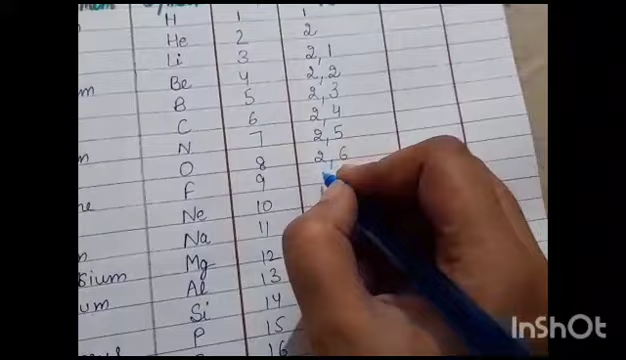 H 1 1
He 2 2
Li 3 2,1
m Be 4 2,2
B 5 2,3
C 6 2,4
N 7 2,5
O 8 2,6
F 9
Ne 10
Na 11
sium Mg 12
um Al 13
Si 14
P 15
16
InShOt